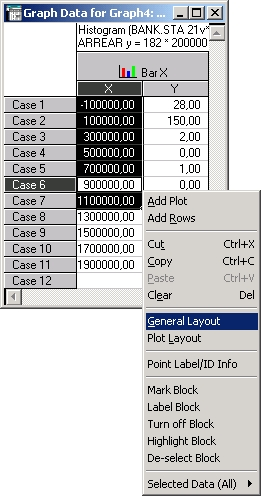 Graph Data for Graph4: ...
Histogram (BANK.STA 21v*
ARREAR y = 182 * 200000
Bar X
X Y
Case 1 -100000,00 28,00
Case 2 100000,00 150,00
Case 3 300000,00 2,00
Case 4 500000,00 0,00
Case 5 700000,00 1,00
Case 6 900000,00 0,00
Case 7 1100000,00
Case 8 1300000,00
Case 9 1500000,00
Case 10 1700000,00
Case 11 1900000,00
Case 12
Add Plot
Add Rows
Cut Ctrl+X
Copy Ctrl+C
Paste Ctrl+V
Clear Del
General Layout
Plot Layout
Point Label/ID Info
Mark Block
Label Block
Turn off Block
Highlight Block
De-select Block
Selected Data (All)